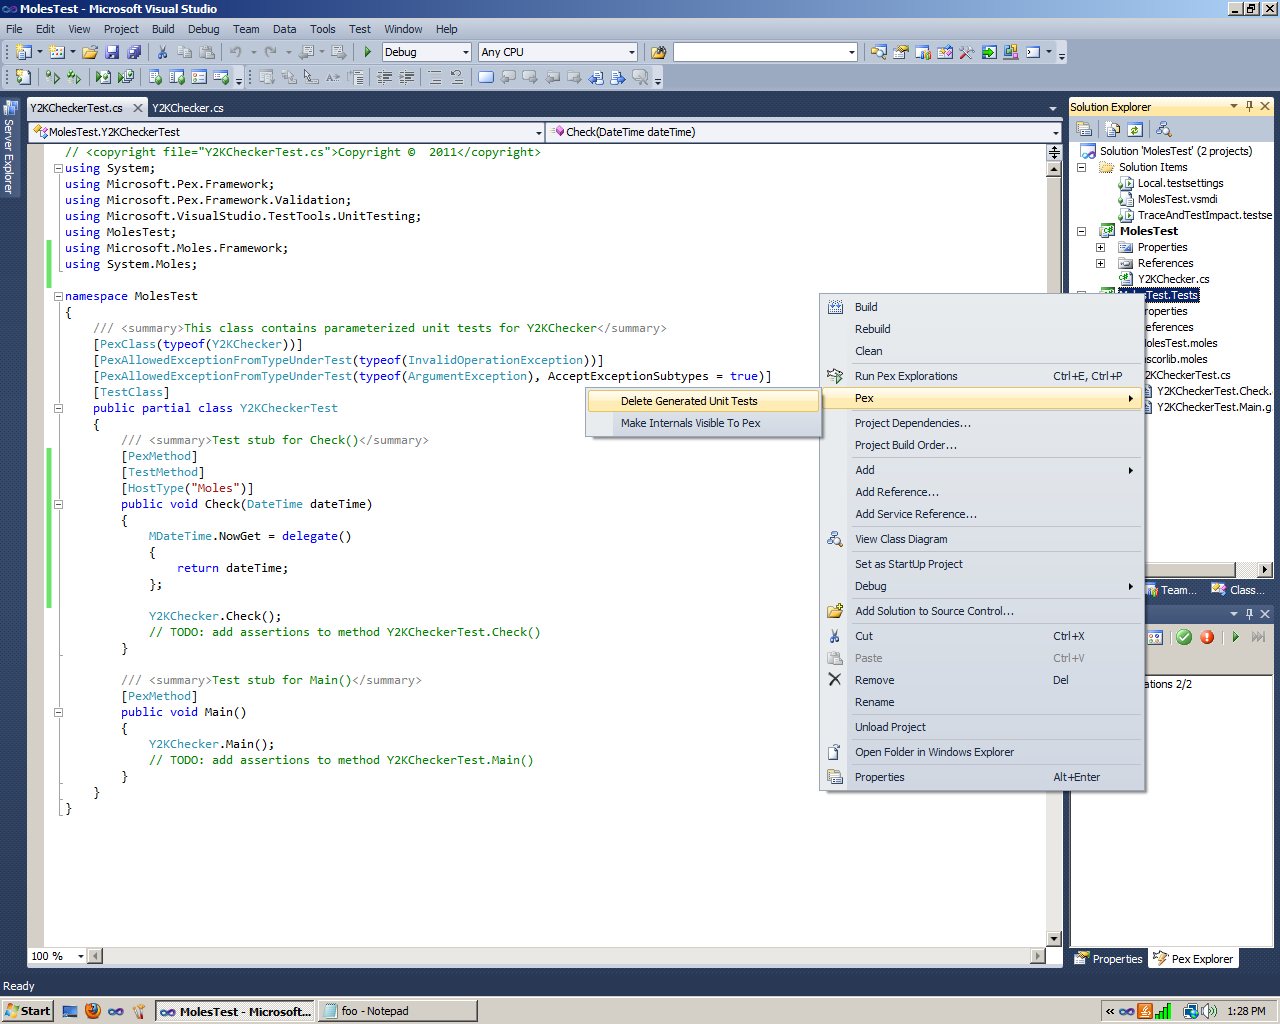 MolesTest - Microsoft Visual Studio
File Edit View Project Build Debug Team Data Tools Test Window Help
Debug Any CPU
Server Explorer
Y2KCheckerTest.cs Y2KChecker.cs
MolesTest.Y2KCheckerTest Check(DateTime dateTime)
// <copyright file="Y2KCheckerTest.cs">Copyright © 2011</copyright>
using System;
using Microsoft.Pex.Framework;
using Microsoft.Pex.Framework.Validation;
using Microsoft.VisualStudio.TestTools.UnitTesting;
using MolesTest;
using Microsoft.Moles.Framework;
using System.Moles;
namespace MolesTest
{
/// <summary>This class contains parameterized unit tests for Y2KChecker</summary>
[PexClass(typeof(Y2KChecker))]
[PexAllowedExceptionFromTypeUnderTest(typeof(InvalidOperationException))]
[PexAllowedExceptionFromTypeUnderTest(typeof(ArgumentException), AcceptExceptionSubtypes = true)]
[TestClass]
public partial class Y2KCheckerTest
{
/// <summary>Test stub for Check()</summary>
[PexMethod]
[TestMethod]
[HostType("Moles")]
public void Check(DateTime dateTime)
{
MDateTime.NowGet = delegate()
{
return dateTime;
};
Y2KChecker.Check();
// TODO: add assertions to method Y2KCheckerTest.Check()
}
/// <summary>Test stub for Main()</summary>
[PexMethod]
public void Main()
{
Y2KChecker.Main();
// TODO: add assertions to method Y2KCheckerTest.Main()
}
}
}
100 %
Delete Generated Unit Tests
Make Internals Visible To Pex
Build
Rebuild
Clean
Run Pex Explorations Ctrl+E, Ctrl+P
Pex
Project Dependencies...
Project Build Order...
Add
Add Reference...
Add Service Reference...
View Class Diagram
Set as StartUp Project
Debug
Add Solution to Source Control...
Cut Ctrl+X
Paste Ctrl+V
Remove Del
Rename
Unload Project
Open Folder in Windows Explorer
Properties Alt+Enter
Solution Explorer
Solution 'MolesTest' (2 projects)
Solution Items
Local.testsettings
MolesTest.vsmdi
TraceAndTestImpact.testse
MolesTest
Properties
References
Y2KChecker.cs
MolesTest.Tests
roperties
eferences
olesTest.moles
scorlib.moles
KCheckerTest.cs
Y2KCheckerTest.Check.
Y2KCheckerTest.Main.g
Team... Class...
ations 2/2
Properties Pex Explorer
Ready
Start MolesTest - Microsoft... foo - Notepad 1:28 PM